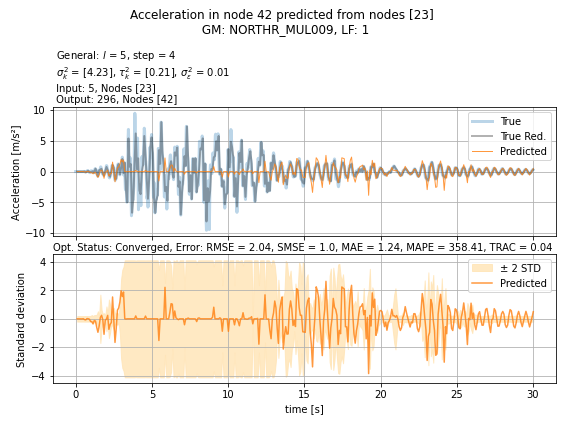 Acceleration in node 42 predicted from nodes [23]
GM: NORTHR_MUL009, LF: 1
General: l = 5, step = 4
σ²ₖ = [4.23], τ²ₖ = [0.21], σ²ₑ = 0.01
Input: 5, Nodes [23]
Output: 296, Nodes [42]
10
5
0
−5
−10
Acceleration [m/s²]
True
True Red.
Predicted
Opt. Status: Converged, Error: RMSE = 2.04, SMSE = 1.0, MAE = 1.24, MAPE = 358.41, TRAC = 0.04
4
2
0
−2
−4
Standard deviation
± 2 STD
Predicted
0 5 10 15 20 25 30
time [s]